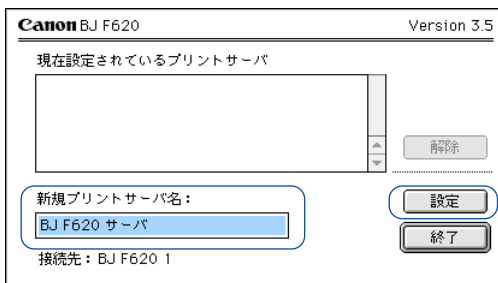 Canon BJ F620 Version 3.5
現在設定されているプリントサーバ
解除
新規プリントサーバ名：
設定
BJ F620 サーバ
終了
接続先：BJ F620 1